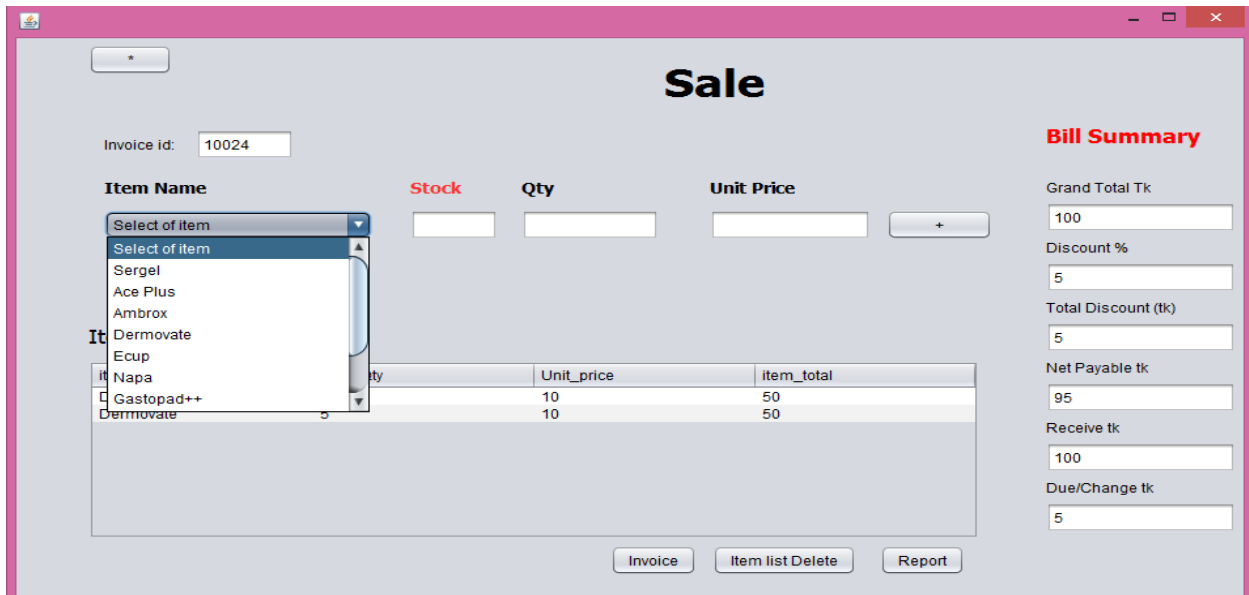 *
Sale
Invoice id: 10024
Bill Summary
Item Name Stock Qty Unit Price
Grand Total Tk
100
Select of item
+
Select of item
Sergel
Ace Plus
Ambrox
Dermovate
Ecup
Napa
Gastopad++
Discount %
5
Total Discount (tk)
5
Net Payable tk
95
Receive tk
100
Due/Change tk
5
Unit_price item_total
10 50
Dermovate 5 10 50
Invoice Item list Delete Report